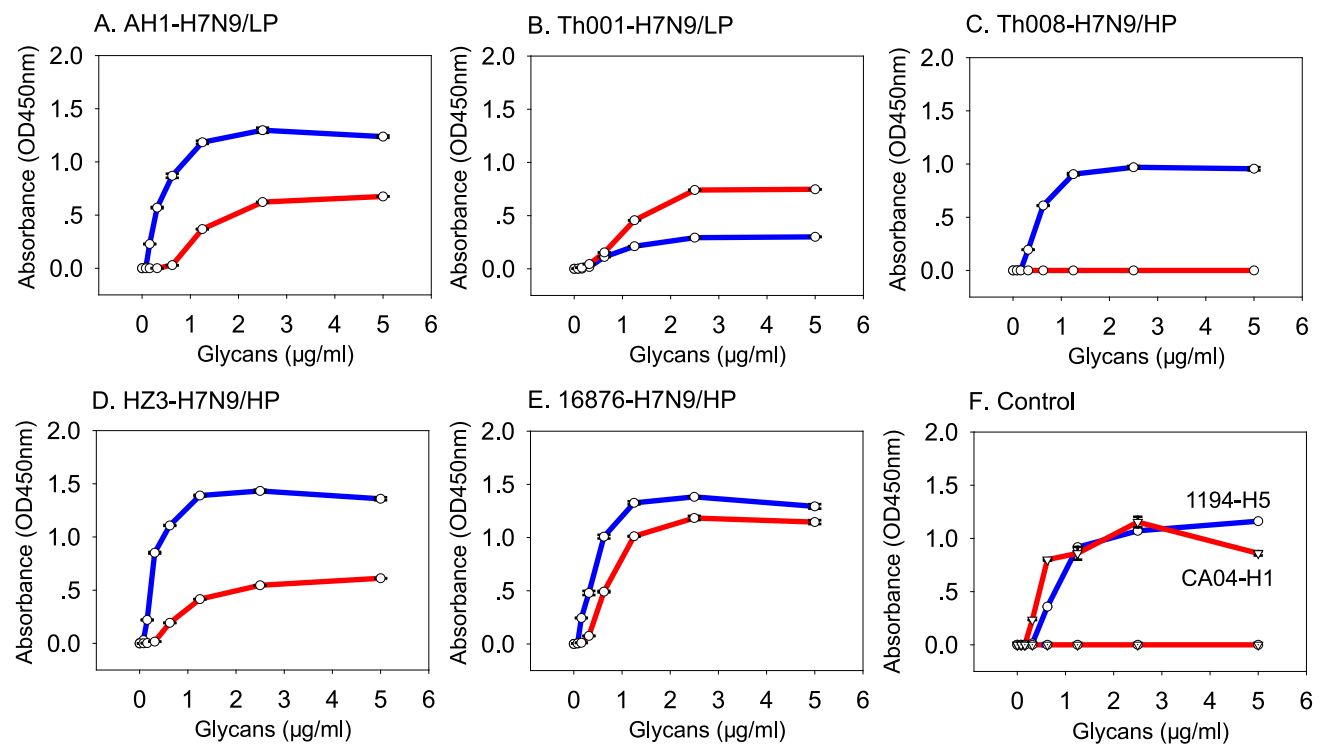 A. AH1-H7N9/LP
B. Th001-H7N9/LP
C. Th008-H7N9/HP
Absorbance (OD450nm)
2.0
1.5
1.0
.5
0.0
0 1 2 3 4 5 6
Glycans (µg/ml)
Absorbance (OD450nm)
2.0
1.5
1.0
.5
0.0
0 1 2 3 4 5 6
Glycans (µg/ml)
Absorbance (OD450nm)
2.0
1.5
1.0
.5
0.0
0 1 2 3 4 5 6
Glycans (µg/ml)
D. HZ3-H7N9/HP
E. 16876-H7N9/HP
F. Control
Absorbance (OD450nm)
2.0
1.5
1.0
.5
0.0
0 1 2 3 4 5 6
Glycans (µg/ml)
Absorbance (OD450nm)
2.0
1.5
1.0
.5
0.0
0 1 2 3 4 5 6
Glycans (µg/ml)
Absorbance (OD450nm)
2.0
1.5
1.0
.5
0.0
1194-H5
CA04-H1
0 1 2 3 4 5 6
Glycans (µg/ml)